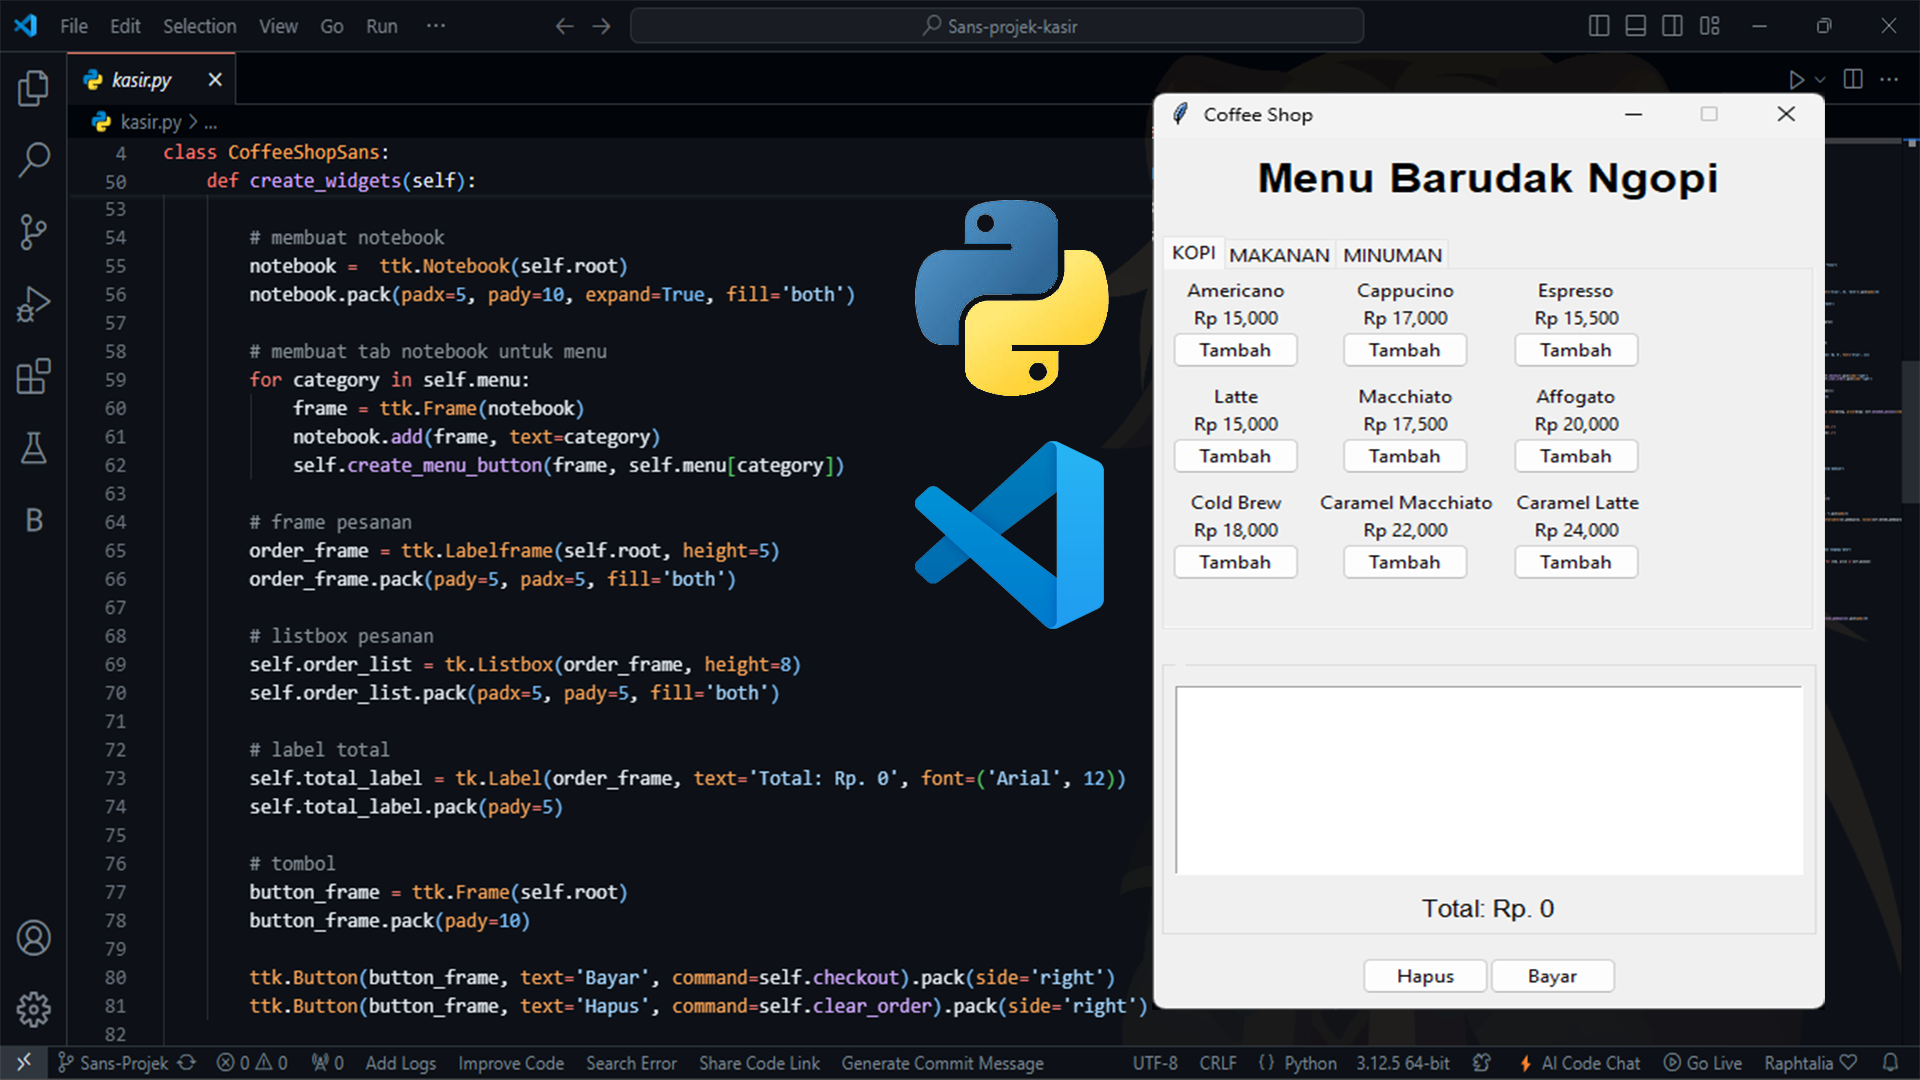 File Edit Selection View Go Run ··· Sans-projek-kasir
kasir.py
kasir.py > ...
4 class CoffeeShopSans:
50 def create_widgets(self):
53
54 # membuat notebook
55 notebook =  ttk.Notebook(self.root)
56 notebook.pack(padx=5, pady=10, expand=True, fill='both')
57
58 # membuat tab notebook untuk menu
59 for category in self.menu:
60 frame = ttk.Frame(notebook)
61 notebook.add(frame, text=category)
62 self.create_menu_button(frame, self.menu[category])
63
64 # frame pesanan
65 order_frame = ttk.Labelframe(self.root, height=5)
66 order_frame.pack(pady=5, padx=5, fill='both')
67
68 # listbox pesanan
69 self.order_list = tk.Listbox(order_frame, height=8)
70 self.order_list.pack(padx=5, pady=5, fill='both')
71
72 # label total
73 self.total_label = tk.Label(order_frame, text='Total: Rp. 0', font=('Arial', 12))
74 self.total_label.pack(pady=5)
75
76 # tombol
77 button_frame = ttk.Frame(self.root)
78 button_frame.pack(pady=10)
79
80 ttk.Button(button_frame, text='Bayar', command=self.checkout).pack(side='right')
81 ttk.Button(button_frame, text='Hapus', command=self.clear_order).pack(side='right')
82
Coffee Shop
Menu Barudak Ngopi
KOPI MAKANAN MINUMAN
Americano Cappucino Espresso
Rp 15,000 Rp 17,000 Rp 15,500
Tambah Tambah Tambah
Latte Macchiato Affogato
Rp 15,000 Rp 17,500 Rp 20,000
Tambah Tambah Tambah
Cold Brew Caramel Macchiato Caramel Latte
Rp 18,000 Rp 22,000 Rp 24,000
Tambah Tambah Tambah
Total: Rp. 0
Hapus Bayar
Sans-Projek 0 0 0 Add Logs Improve Code Search Error Share Code Link Generate Commit Message UTF-8 CRLF {} Python 3.12.5 64-bit AI Code Chat Go Live Raphtalia